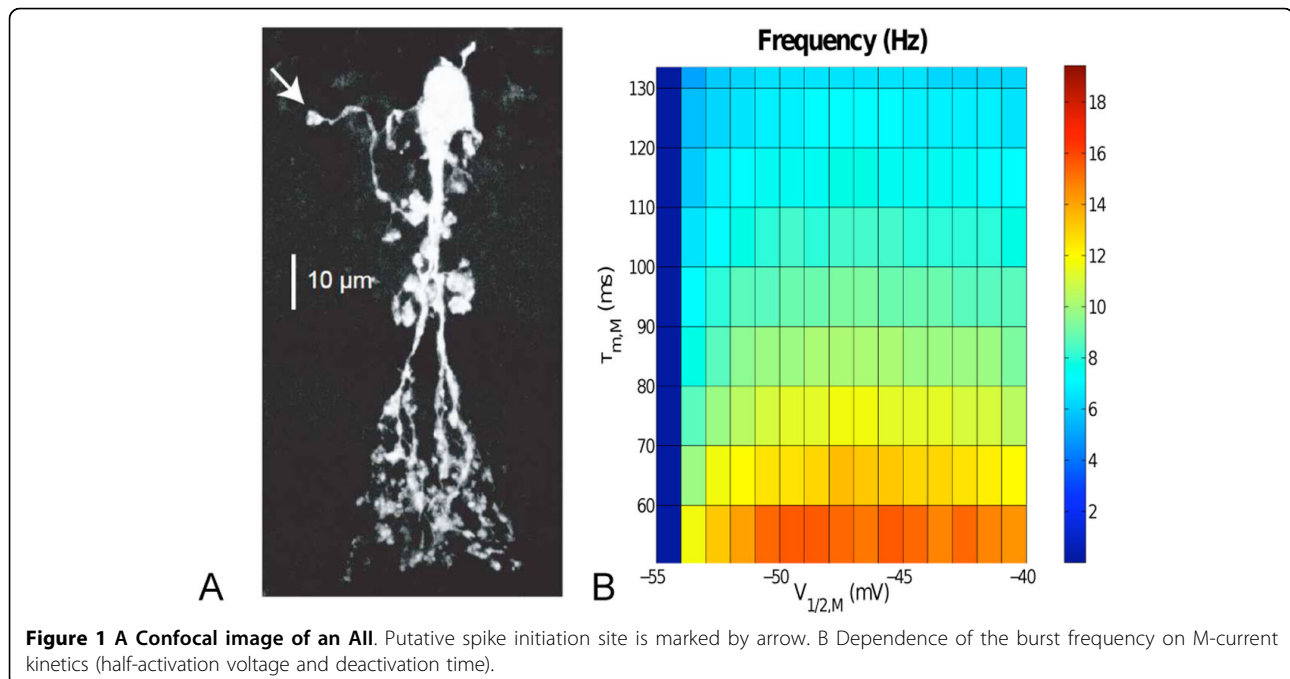 Frequency (Hz)
10 µm
A
130
120
110
100
90
80
70
60
τm,M (ms)
–55
–50
–45
–40
V1/2,M (mV)
B
18
16
14
12
10
8
6
4
2
Figure 1 A Confocal image of an AII. Putative spike initiation site is marked by arrow. B Dependence of the burst frequency on M-current
kinetics (half-activation voltage and deactivation time).